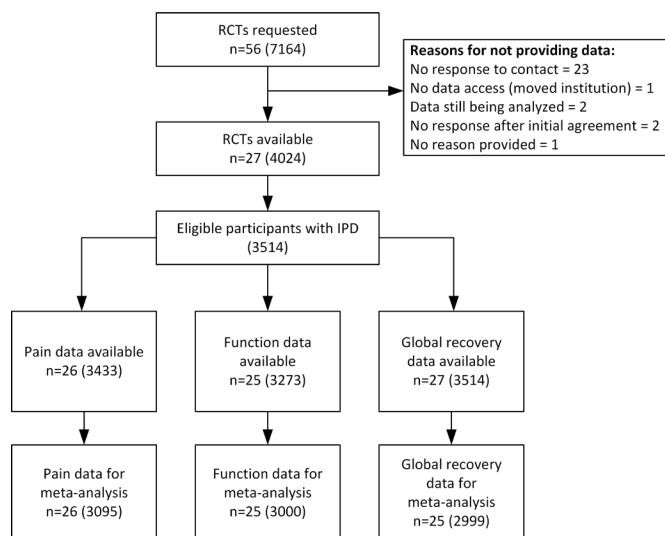 RCTs requested
n=56 (7164)
Reasons for not providing data:
No response to contact = 23
No data access (moved institution) = 1
Data still being analyzed = 2
No response after initial agreement = 2
No reason provided = 1
RCTs available
n=27 (4024)
Eligible participants with IPD
(3514)
Pain data available
n=26 (3433)
Function data
available
n=25 (3273)
Global recovery
data available
n=27 (3514)
Pain data for
meta-analysis
n=26 (3095)
Function data for
meta-analysis
n=25 (3000)
Global recovery
data for
meta-analysis
n=25 (2999)